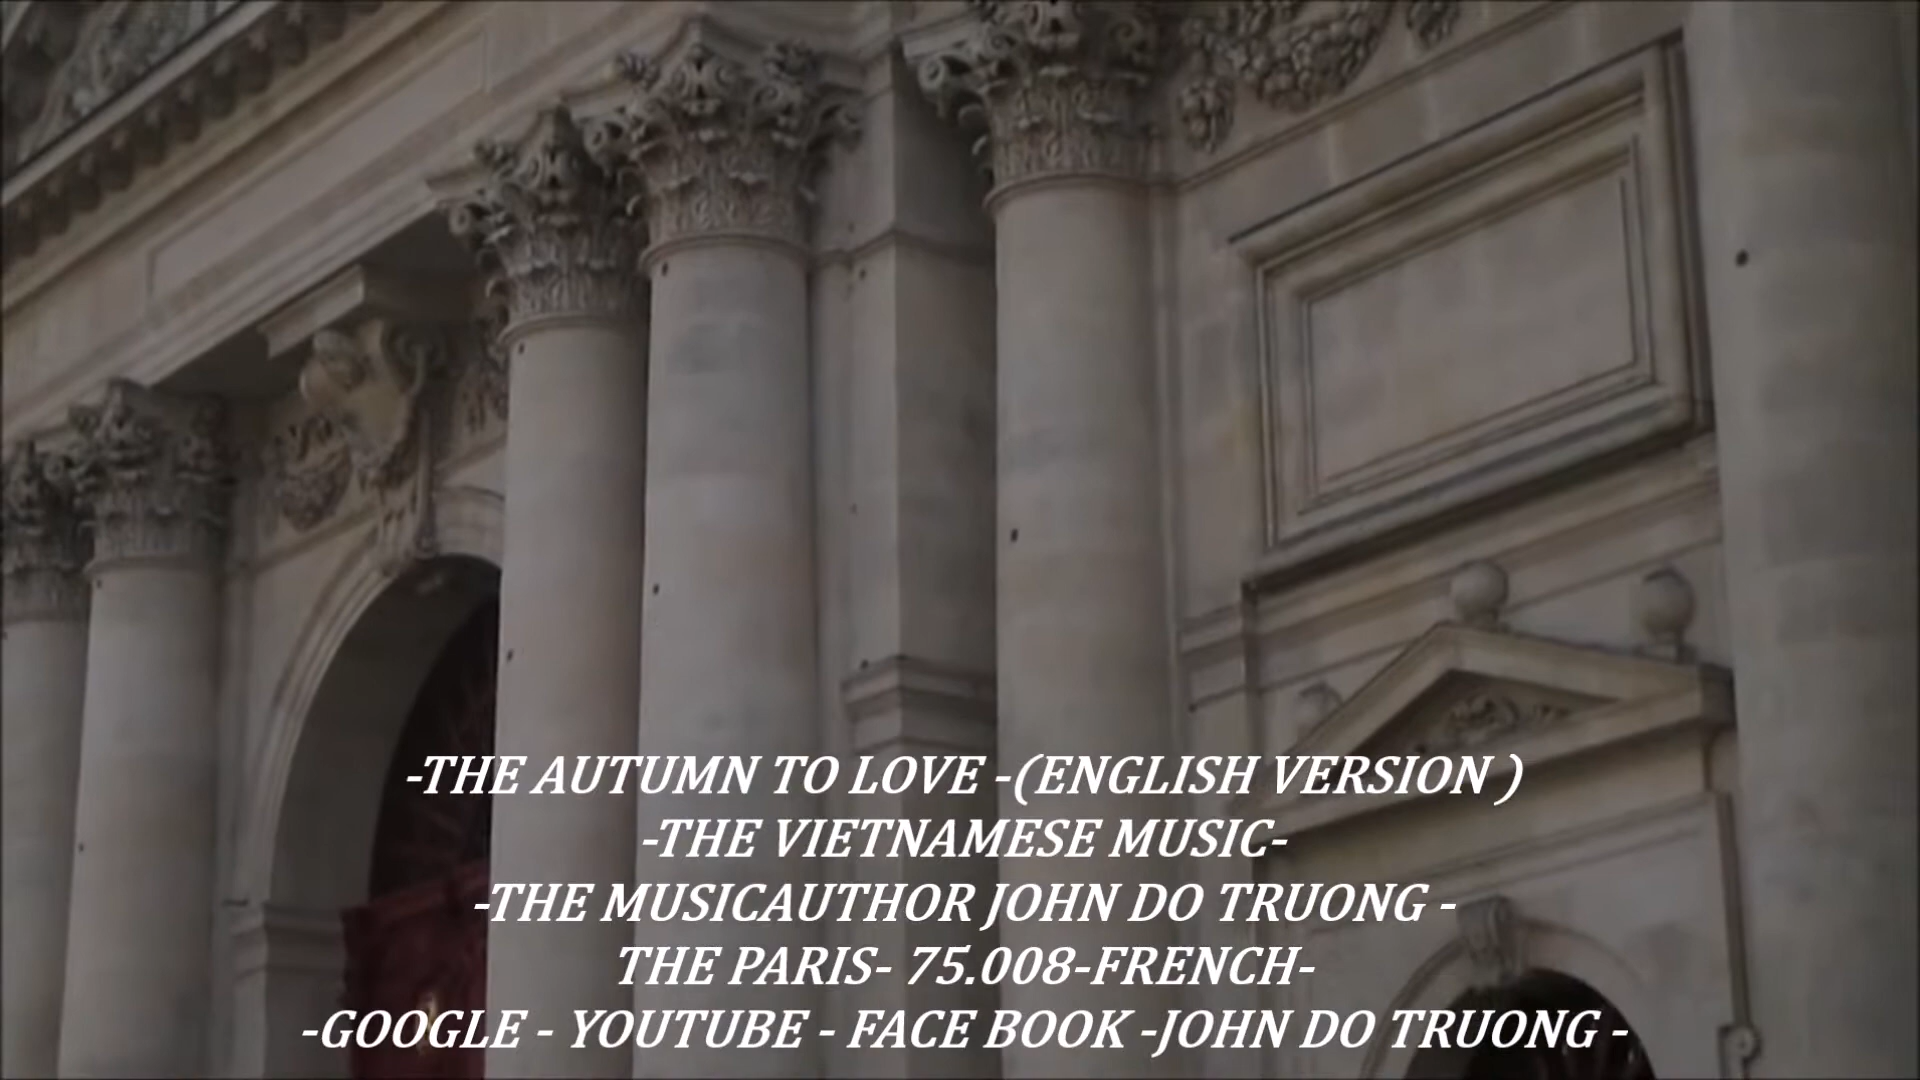 -THE AUTUMN TO LOVE -(ENGLISH VERSION )
-THE VIETNAMESE MUSIC-
-THE MUSICAUTHOR JOHN DO TRUONG -
THE PARIS- 75.008-FRENCH-
-GOOGLE - YOUTUBE - FACE BOOK -JOHN DO TRUONG -